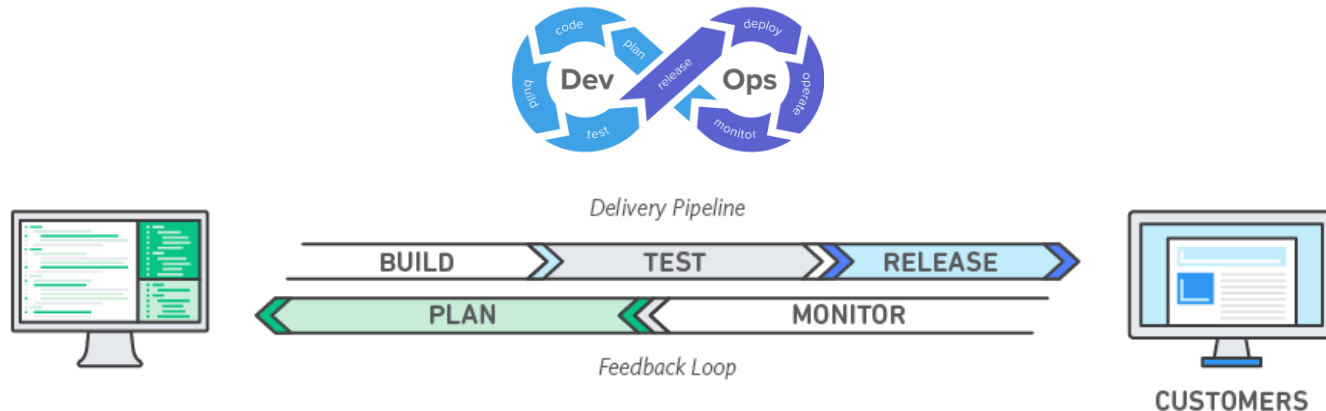 code
plan
build
Dev
test
release
deploy
Ops
operate
monitor
Delivery Pipeline
BUILD
TEST
RELEASE
PLAN
MONITOR
Feedback Loop
CUSTOMERS